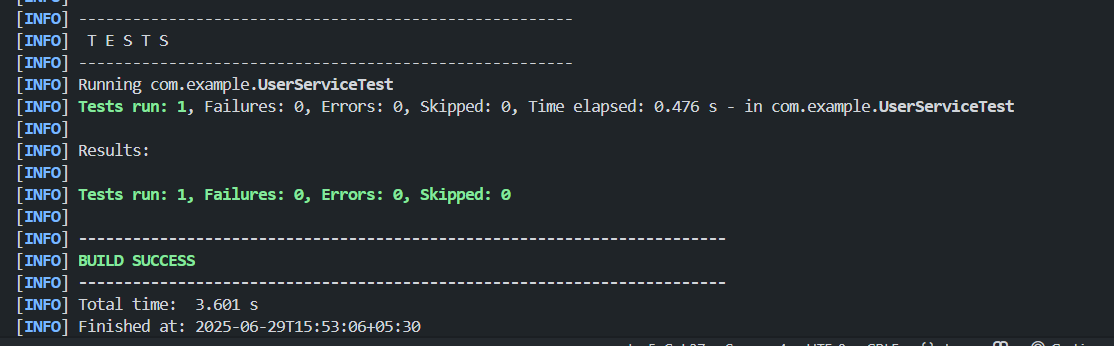 [INFO] -------------------------------------------------------
[INFO]  T E S T S
[INFO] -------------------------------------------------------
[INFO] Running com.example.UserServiceTest
[INFO] Tests run: 1, Failures: 0, Errors: 0, Skipped: 0, Time elapsed: 0.476 s - in com.example.UserServiceTest
[INFO]
[INFO] Results:
[INFO]
[INFO] Tests run: 1, Failures: 0, Errors: 0, Skipped: 0
[INFO]
[INFO] ------------------------------------------------------------------------
[INFO] BUILD SUCCESS
[INFO] ------------------------------------------------------------------------
[INFO] Total time:  3.601 s
[INFO] Finished at: 2025-06-29T15:53:06+05:30